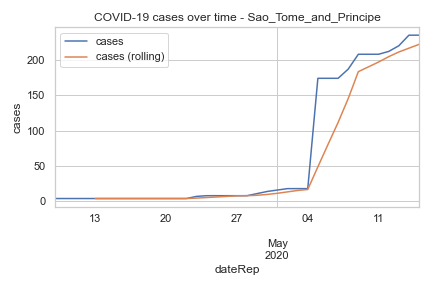 COVID-19 cases over time - Sao_Tome_and_Principe
cases
cases (rolling)
cases
200
150
100
50
0
13 20 27 04 11
May
2020
dateRep